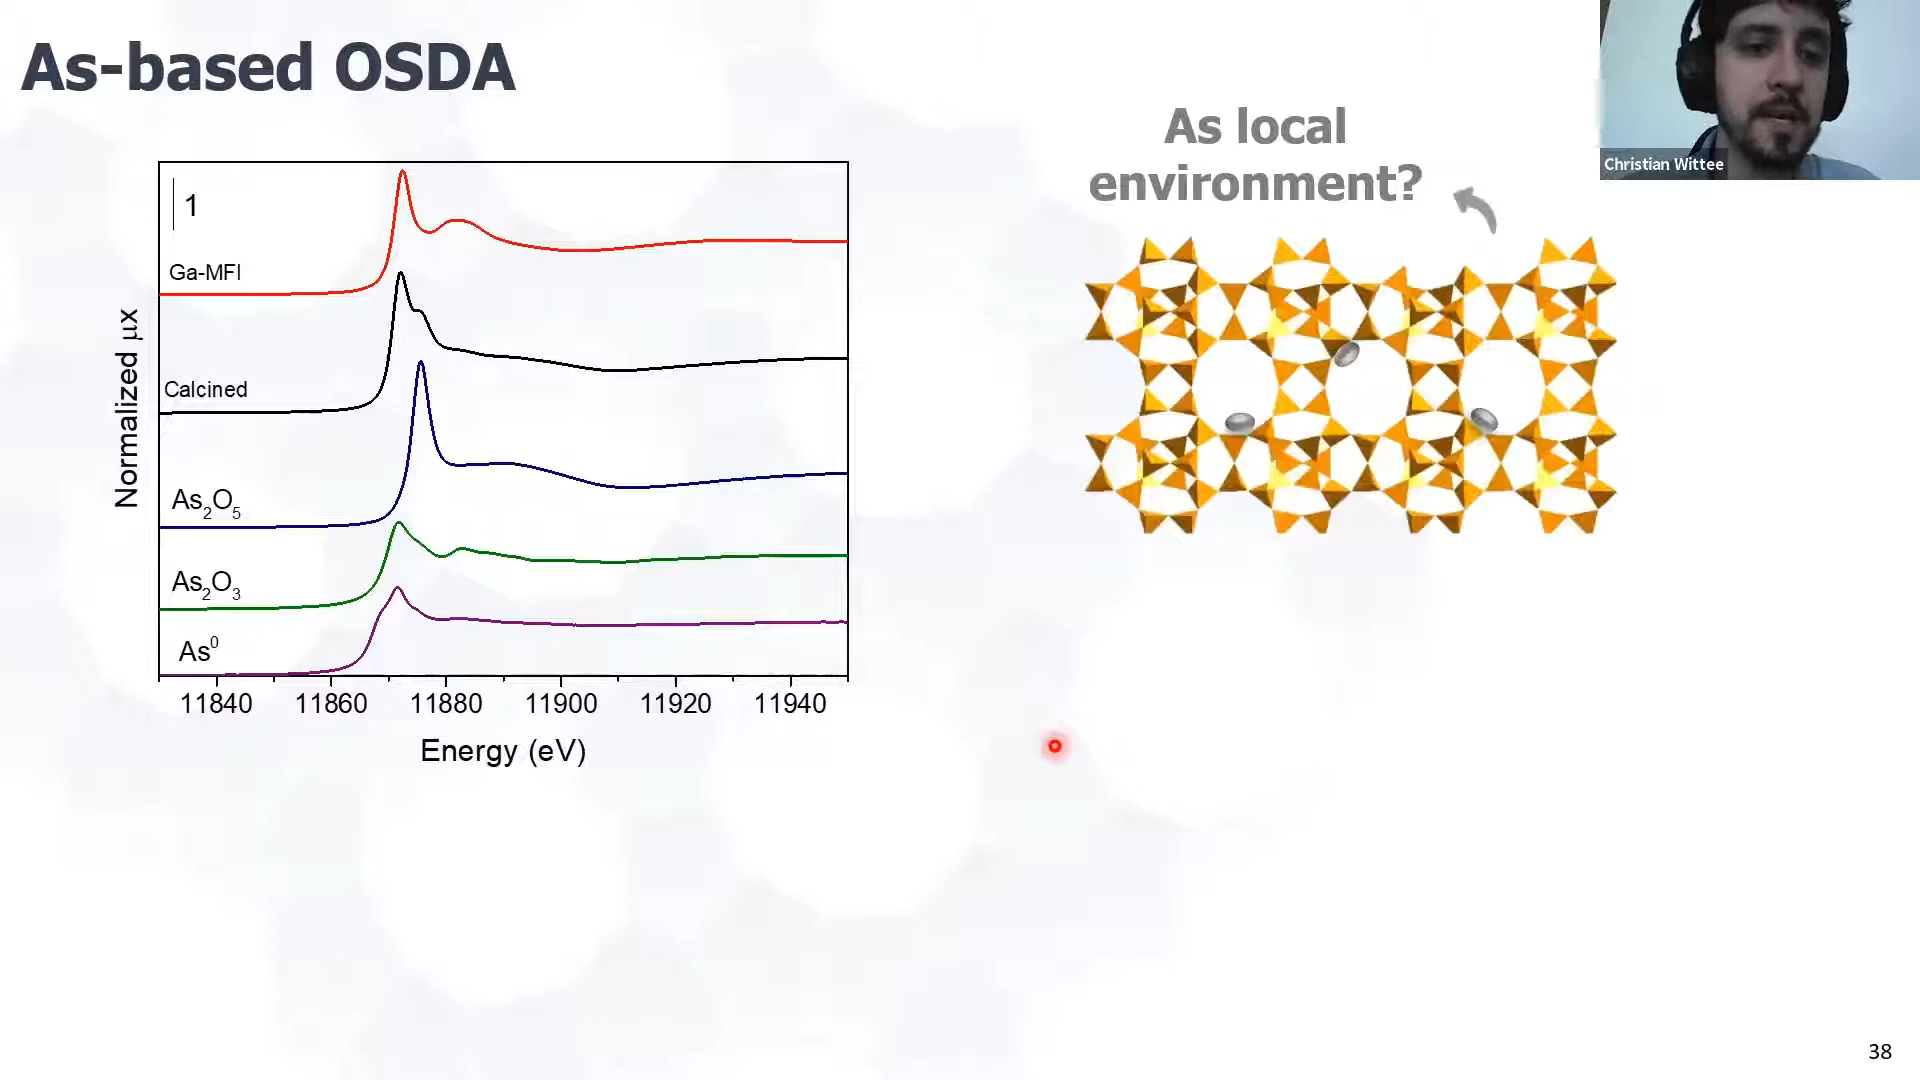 As-based OSDA
As local
environment?
Christian Wittee
1
Ga-MFI
Calcined
As2O5
As2O3
As0
Normalized μx
11840 11860 11880 11900 11920 11940
Energy (eV)
38